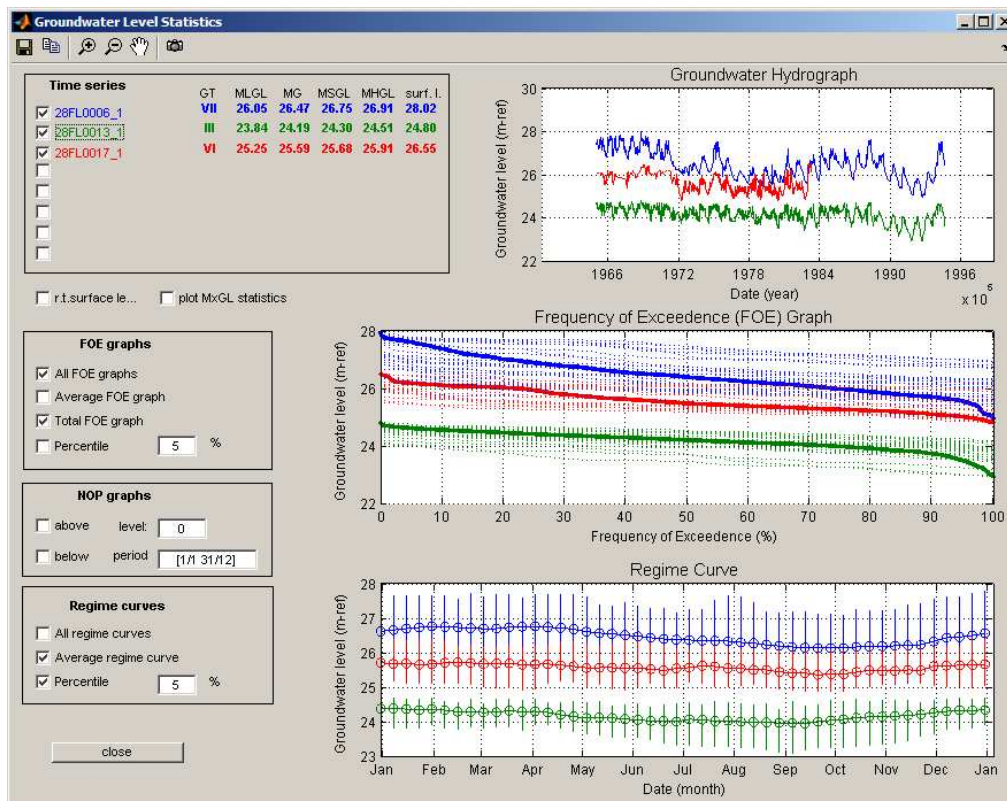 Groundwater Level Statistics
Time series
GT MLGL MG MSGL MHGL surf. l.
28FL0006_1 VII 26.05 26.47 26.75 26.91 28.02
28FL0013_1 III 23.84 24.19 24.30 24.51 24.80
28FL0017_1 VI 25.25 25.59 25.68 25.91 26.55
r.t.surface le... plot MxGL statistics
FOE graphs
All FOE graphs
Average FOE graph
Total FOE graph
Percentile 5 %
NOP graphs
above level: 0
below period [1/1 31/12]
Regime curves
All regime curves
Average regime curve
Percentile 5 %
close
Groundwater Hydrograph
Groundwater level (m-ref)
30
28
26
24
22
1966 1972 1978 1984 1990 1996
Date (year)
x 10^6
Frequency of Exceedence (FOE) Graph
Groundwater level (m-ref)
28
26
24
22
0 10 20 30 40 50 60 70 80 90 100
Frequency of Exceedence (%)
Regime Curve
Groundwater level (m-ref)
28
27
26
25
24
23
Jan Feb Mar Apr May Jun Jul Aug Sep Oct Nov Dec Jan
Date (month)